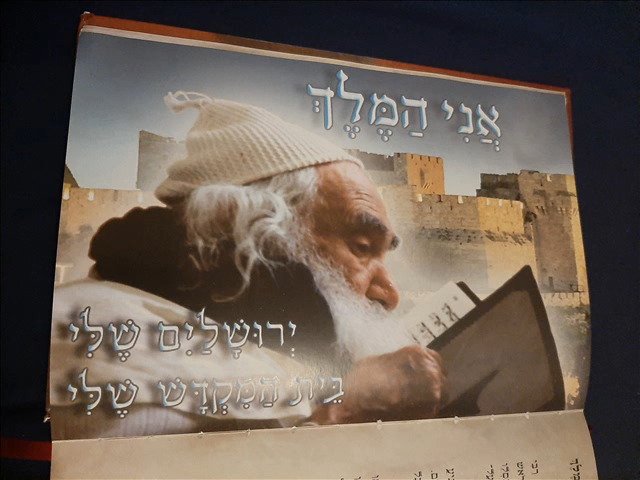 אֲנִי הַמֶּלֶךְ
יְרוּשָׁלַיִם שֶׁלִּי
בֵּית הַמִּקְדָּשׁ שֶׁלִּי